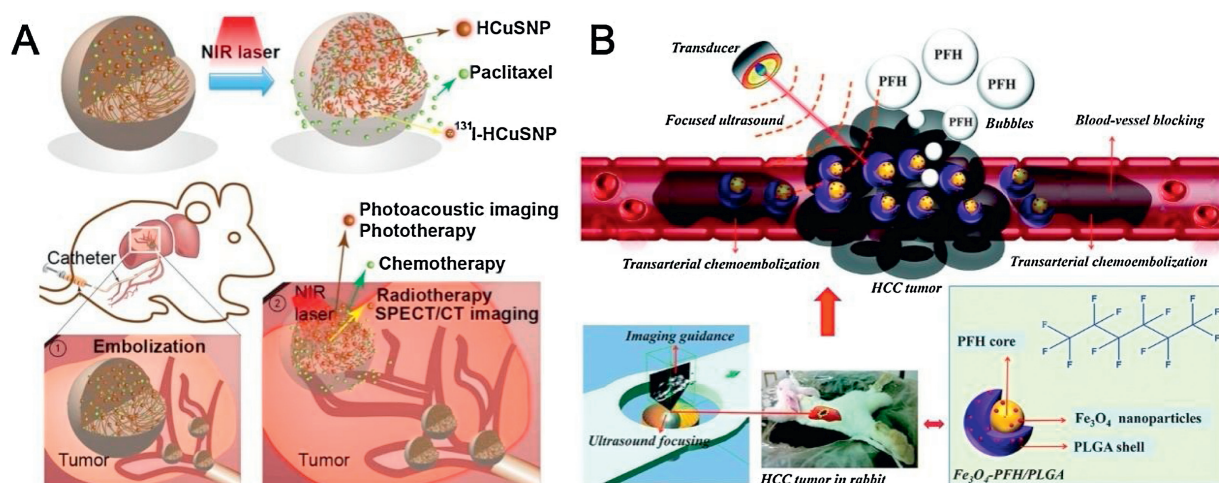 A
NIR laser
HCuSNP
Paclitaxel
¹³¹I-HCuSNP
Catheter
Photoacoustic imaging
Phototherapy
Chemotherapy
Radiotherapy
SPECT/CT imaging
1
Embolization
Tumor
2
NIR
laser
Tumor
B
Transducer
Focused ultrasound
PFH
PFH
PFH
PFH
Bubbles
Blood-vessel blocking
Transarterial chemoembolization
HCC tumor
Transarterial chemoembolization
Imaging guidance
Ultrasound focusing
HCC tumor in rabbit
PFH core
F F F F F F F F F F F F F F
Fe₃O₄ nanoparticles
PLGA shell
Fe₃O₄-PFH/PLGA